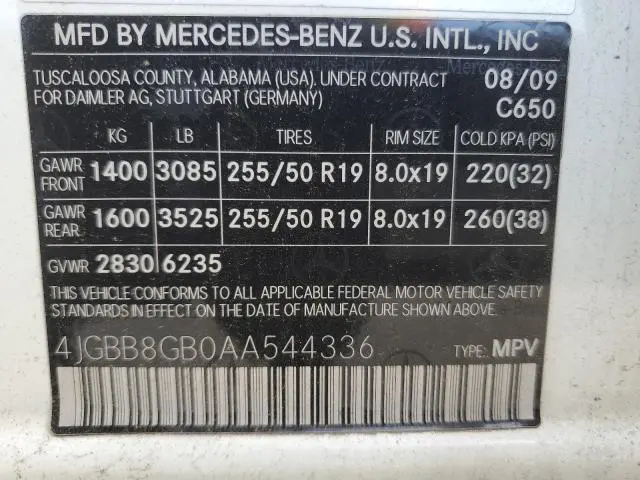 MFD BY MERCEDES-BENZ U.S. INTL., INC
TUSCALOOSA COUNTY, ALABAMA (USA), UNDER CONTRACT 08/09
FOR DAIMLER AG, STUTTGART (GERMANY) C650
KG LB TIRES RIM SIZE COLD KPA (PSI)
GAWR FRONT 1400 3085 255/50 R19 8.0x19 220(32)
GAWR REAR 1600 3525 255/50 R19 8.0x19 260(38)
GVWR 2830 6235
THIS VEHICLE CONFORMS TO ALL APPLICABLE FEDERAL MOTOR VEHICLE SAFETY
STANDARDS IN EFFECT ON THE DATE OF MANUFACTURE SHOWN ABOVE.
4JGBB8GB0AA544336 TYPE: MPV